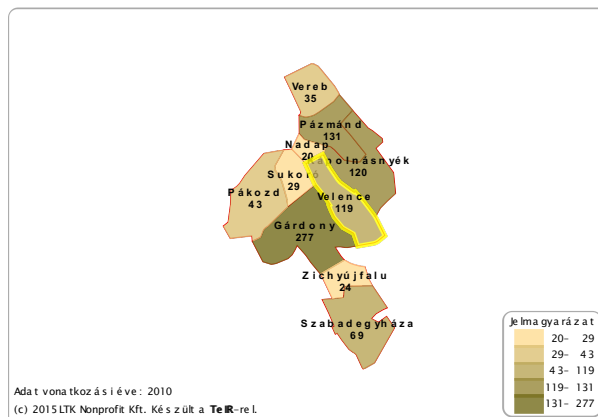 Vereb
35
Pázmánd
131
Nadap
20
120
Sukoró
29
Pákozd
43
Velence
119
Gárdony
277
Zichyújfalu
24
Szabadegyháza
69
Jelmagyarázat
20- 29
29- 43
43- 119
119- 131
131- 277
Adat vonatkozási éve: 2010
(c) 2015 LTK Nonprofit Kft. Készült a TeIR-rel.